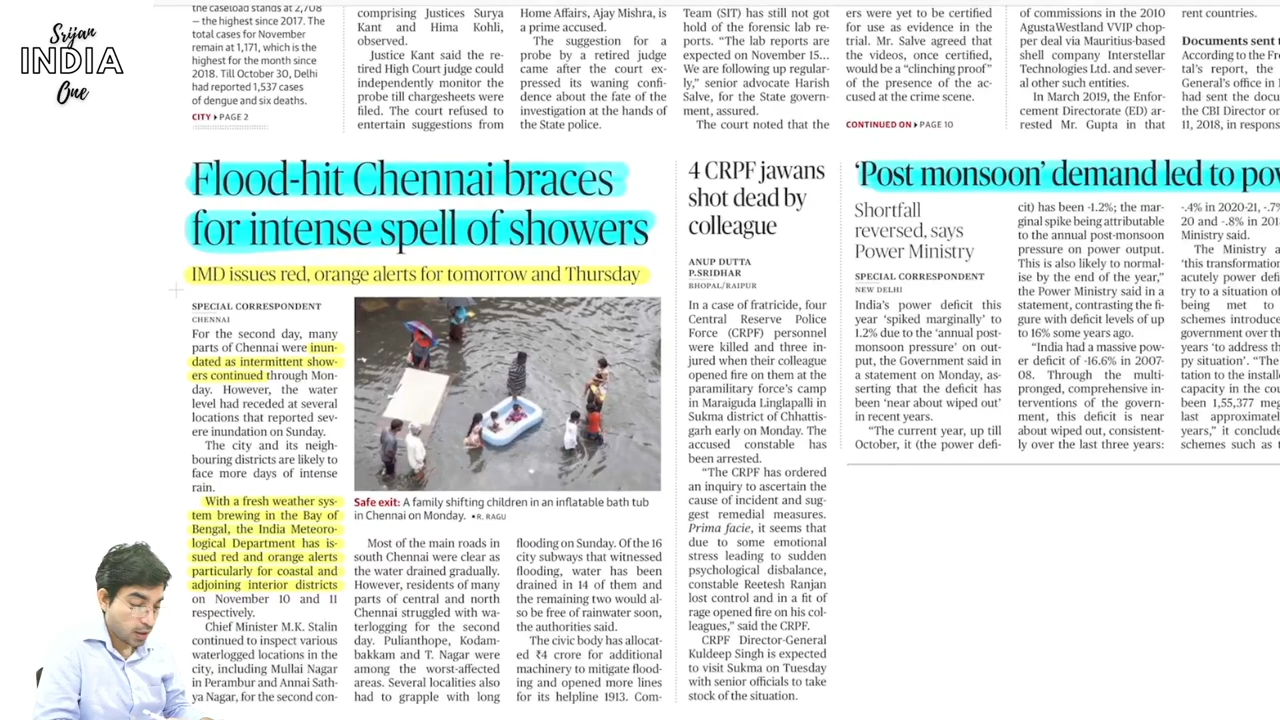 Srijan
INDIA
One
the caseload stands at 2,708
— the highest since 2017. The
total cases for November
remain at 1,171, which is the
highest for the month since
2018. Till October 30, Delhi
had reported 1,537 cases
of dengue and six deaths.
CITY PAGE 2
comprising Justices Surya
Kant and Hima Kohli,
observed.
Justice Kant said the re-
tired High Court judge could
independently monitor the
probe till chargesheets were
filed. The court refused to
entertain suggestions from
Home Affairs, Ajay Mishra, is
a prime accused.
The suggestion for a
probe by a retired judge
came after the court ex-
pressed its waning confi-
dence about the fate of the
investigation at the hands of
the State police.
Team (SIT) has still not got
hold of the forensic lab re-
ports. “The lab reports are
expected on November 15...
We are following up regular-
ly,” senior advocate Harish
Salve, for the State govern-
ment, assured.
The court noted that the
ers were yet to be certified
for use as evidence in the
trial. Mr. Salve agreed that
the videos, once certified,
would be a “clinching proof”
of the presence of the ac-
cused at the crime scene.
CONTINUED ON PAGE 10
of commissions in the 2010
AgustaWestland VVIP chop-
per deal via Mauritius-based
shell company Interstellar
Technologies Ltd. and sever-
al other such entities.
In March 2019, the Enfor-
cement Directorate (ED) ar-
rested Mr. Gupta in that
rent countries.
Documents sent t
According to the Fre
tal’s report, the
General’s office in
had sent the docum
the CBI Director on
11, 2018, in respons
Flood-hit Chennai braces
for intense spell of showers
IMD issues red, orange alerts for tomorrow and Thursday
SPECIAL CORRESPONDENT
CHENNAI
For the second day, many
parts of Chennai were inun-
dated as intermittent show-
ers continued through Mon-
day. However, the water
level had receded at several
locations that reported sev-
ere inundation on Sunday.
The city and its neigh-
bouring districts are likely to
face more days of intense
rain.
With a fresh weather sys-
tem brewing in the Bay of
Bengal, the India Meteoro-
logical Department has is-
sued red and orange alerts
particularly for coastal and
adjoining interior districts
on November 10 and 11
respectively.
Chief Minister M.K. Stalin
continued to inspect various
waterlogged locations in the
city, including Mullai Nagar
in Perambur and Annai Sath-
ya Nagar, for the second con-
Safe exit: A family shifting children in an inflatable bath tub
in Chennai on Monday. • R. RAGU
Most of the main roads in
south Chennai were clear as
the water drained gradually.
However, residents of many
parts of central and north
Chennai struggled with wa-
terlogging for the second
day. Pulianthope, Kodam-
bakkam and T. Nagar were
among the worst-affected
areas. Several localities also
had to grapple with long
flooding on Sunday. Of the 16
city subways that witnessed
flooding, water has been
drained in 14 of them and
the remaining two would al-
so be free of rainwater soon,
the authorities said.
The civic body has allocat-
ed ₹4 crore for additional
machinery to mitigate flood-
ing and opened more lines
for its helpline 1913. Com-
4 CRPF jawans
shot dead by
colleague
ANUP DUTTA
P.SRIDHAR
BHOPAL/RAIPUR
In a case of fratricide, four
Central Reserve Police
Force (CRPF) personnel
were killed and three in-
jured when their colleague
opened fire on them at the
paramilitary force’s camp
in Maraiguda Linglapalli in
Sukma district of Chhattis-
garh early on Monday. The
accused constable has
been arrested.
“The CRPF has ordered
an inquiry to ascertain the
cause of incident and sug-
gest remedial measures.
Prima facie, it seems that
due to some emotional
stress leading to sudden
psychological disbalance,
constable Reetesh Ranjan
lost control and in a fit of
rage opened fire on his col-
leagues,” said the CRPF.
CRPF Director-General
Kuldeep Singh is expected
to visit Sukma on Tuesday
with senior officials to take
stock of the situation.
‘Post monsoon’ demand led to pow
Shortfall
reversed, says
Power Ministry
SPECIAL CORRESPONDENT
NEW DELHI
India’s power deficit this
year ‘spiked marginally’ to
1.2% due to the ‘annual post-
monsoon pressure’ on out-
put, the Government said in
a statement on Monday, as-
serting that the deficit has
been ‘near about wiped out’
in recent years.
“The current year, up till
October, it (the power defi-
cit) has been -1.2%; the mar-
ginal spike being attributable
to the annual post-monsoon
pressure on power output.
This is also likely to normal-
ise by the end of the year,”
the Power Ministry said in a
statement, contrasting the fi-
gure with deficit levels of up
to 16% some years ago.
“India had a massive pow-
er deficit of -16.6% in 2007-
08. Through the multi-
pronged, comprehensive in-
terventions of the govern-
ment, this deficit is near
about wiped out, consistent-
ly over the last three years:
-.4% in 2020-21, -.7%
20 and -.8% in 201
Ministry said.
The Ministry a
‘this transformation
acutely power defi
try to a situation of
being met to
schemes introduce
government over th
years ‘to address th
py situation’. “The
tation to the installe
capacity in the co
been 1,55,377 meg
last approximate
years,” it conclude
schemes such as t